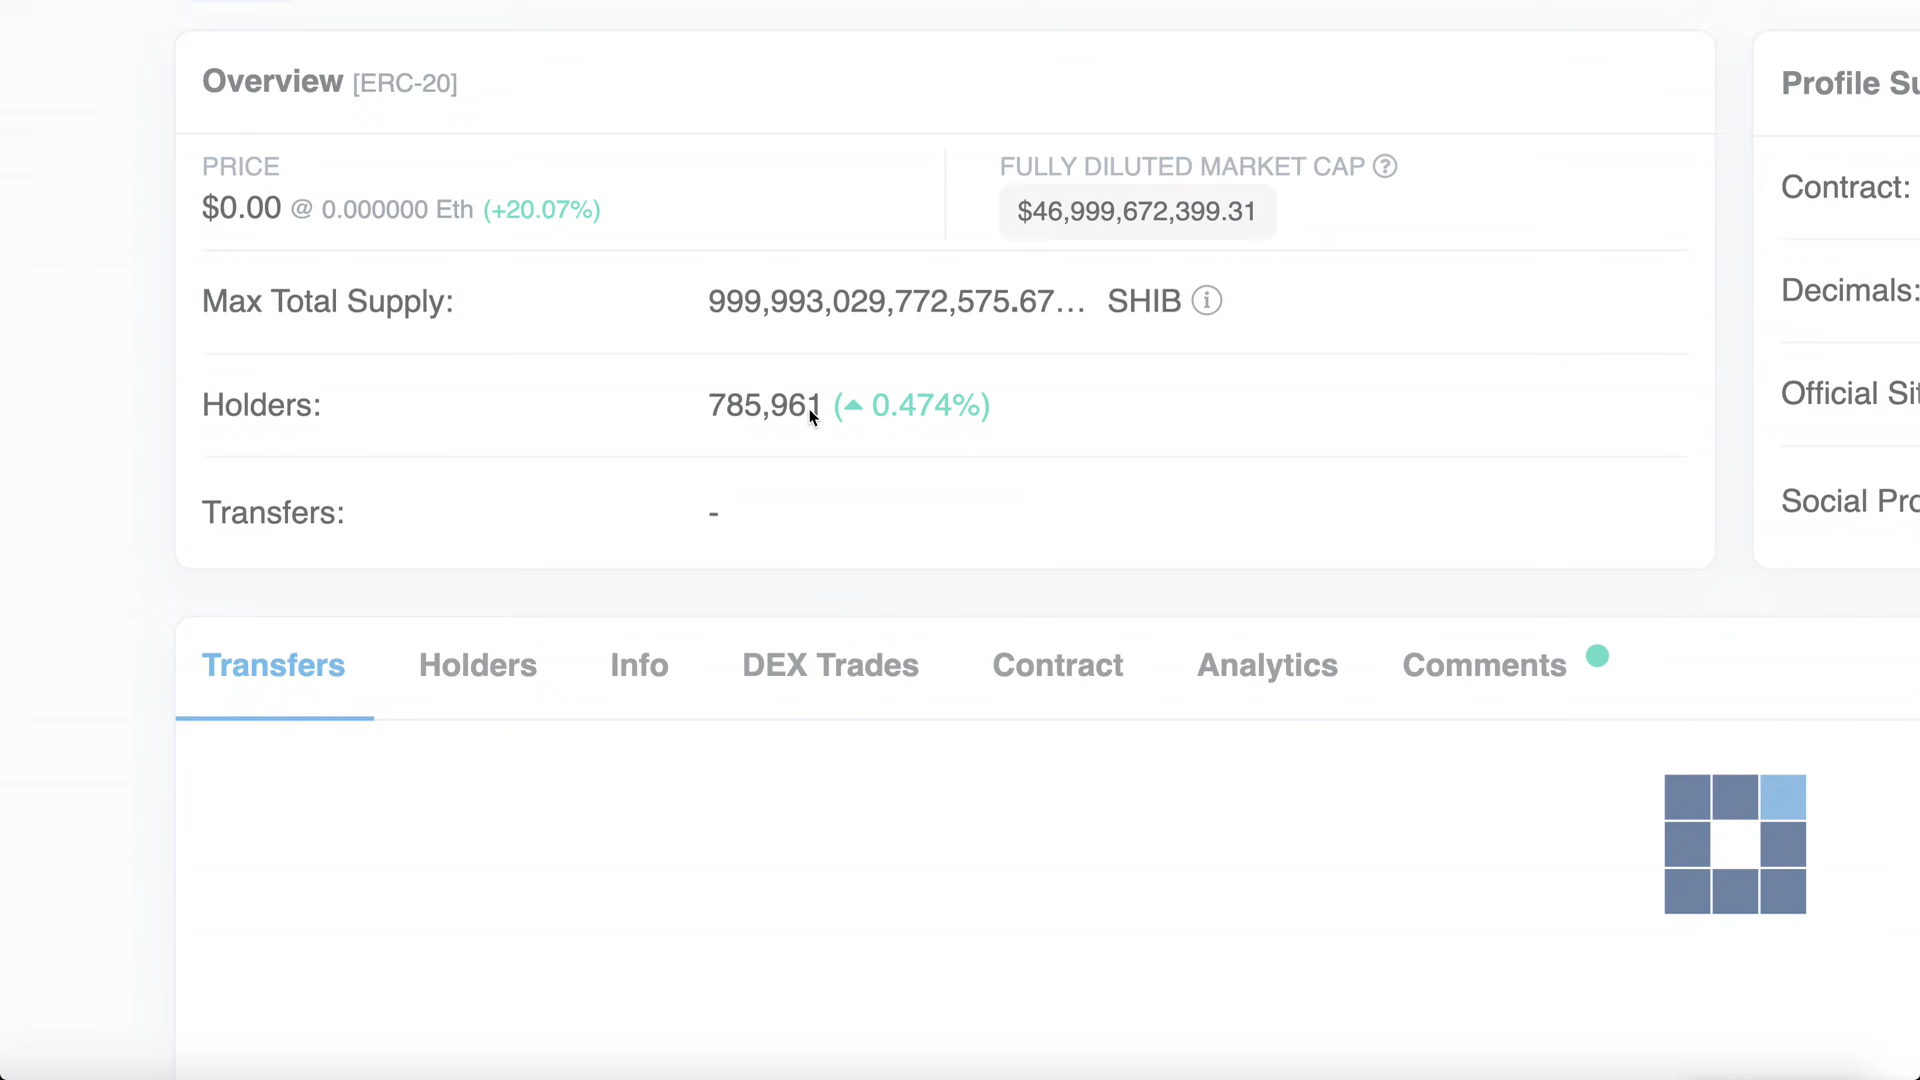 Overview [ERC-20]
PRICE
$0.00 @ 0.000000 Eth (+20.07%)
FULLY DILUTED MARKET CAP
$46,999,672,399.31
Max Total Supply: 999,993,029,772,575.67... SHIB
Holders: 785,961 (▲ 0.474%)
Transfers: -
Profile Su
Contract:
Decimals:
Official Sit
Social Pro
Transfers Holders Info DEX Trades Contract Analytics Comments